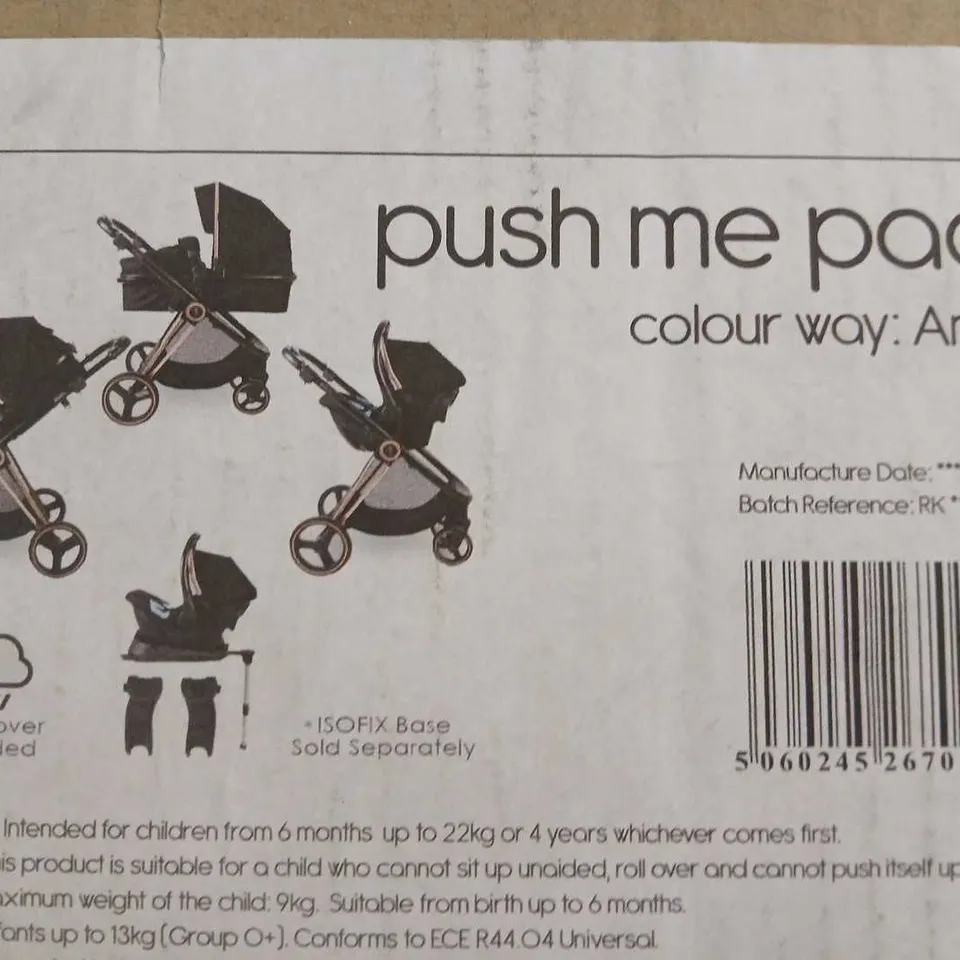 push me pac
colour way: Ar
Manufacture Date: ***
Batch Reference: RK *
5 060245 2670
over
ded
* ISOFIX Base
Sold Separately
Intended for children from 6 months up to 22kg or 4 years whichever comes first.
is product is suitable for a child who cannot sit up unaided, roll over and cannot push itself up
aximum weight of the child: 9kg. Suitable from birth up to 6 months.
fants up to 13kg (Group O+). Conforms to ECE R44.04 Universal.